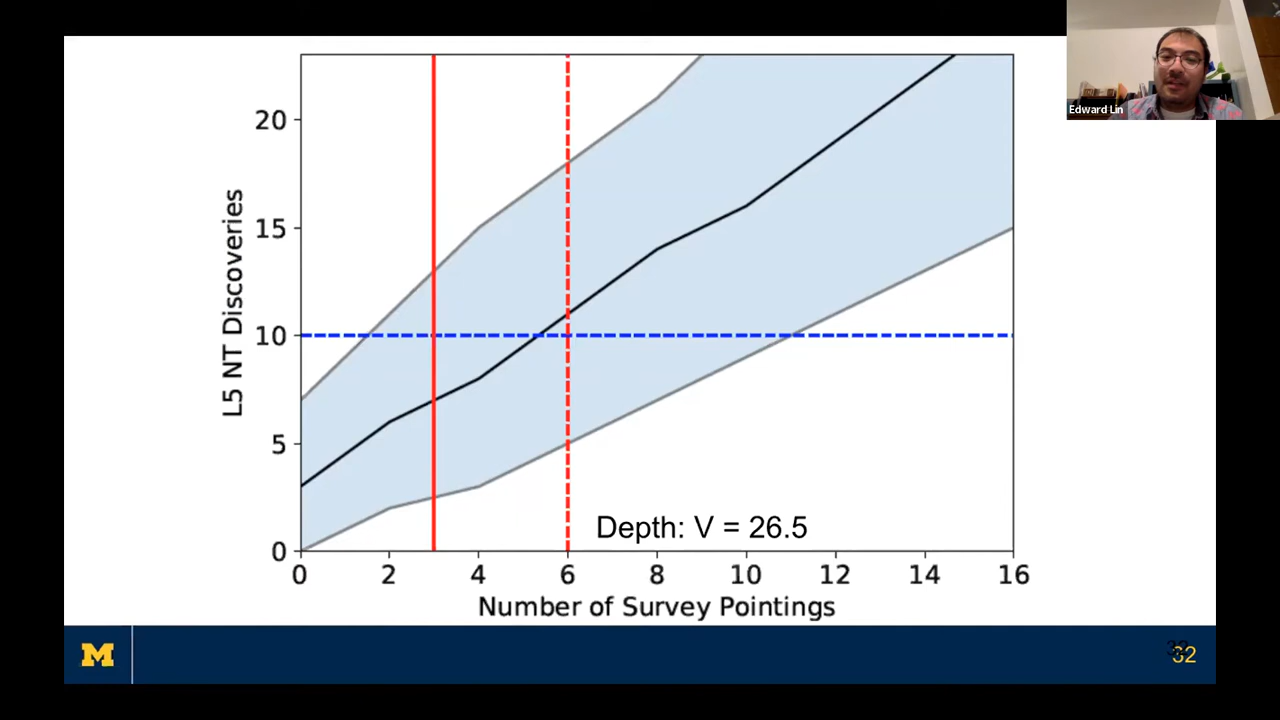 Edward Lin
20
15
10
5
0
L5 NT Discoveries
Depth: V = 26.5
0 2 4 6 8 10 12 14 16
Number of Survey Pointings
M
32
32